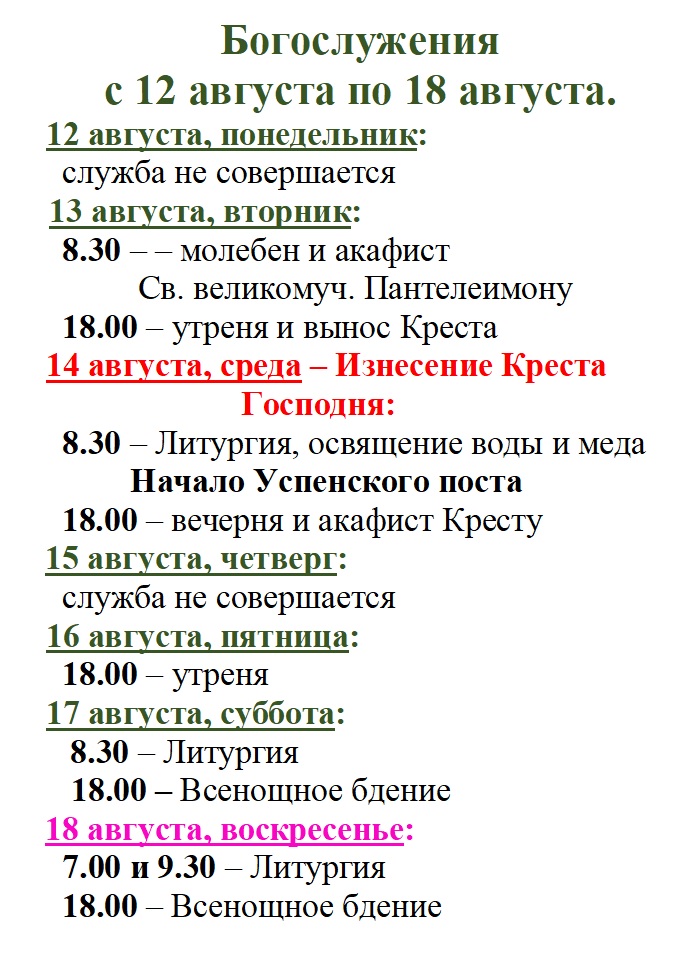 Богослужения
с 12 августа по 18 августа.
12 августа, понедельник:
служба не совершается
13 августа, вторник:
8.30 – – молебен и акафист
Св. великомуч. Пантелеимону
18.00 – утреня и вынос Креста
14 августа, среда – Изнесение Креста
Господня:
8.30 – Литургия, освящение воды и меда
Начало Успенского поста
18.00 – вечерня и акафист Кресту
15 августа, четверг:
служба не совершается
16 августа, пятница:
18.00 – утреня
17 августа, суббота:
8.30 – Литургия
18.00 – Всенощное бдение
18 августа, воскресенье:
7.00 и 9.30 – Литургия
18.00 – Всенощное бдение